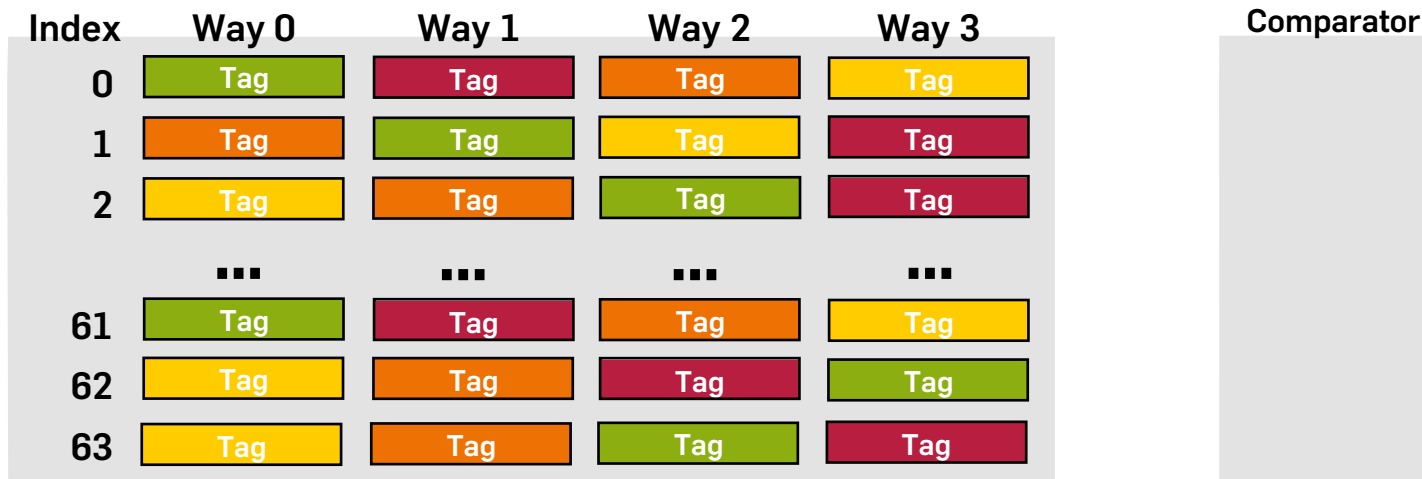 Index Way 0 Way 1 Way 2 Way 3 Comparator
0 Tag Tag Tag Tag
1 Tag Tag Tag Tag
2 Tag Tag Tag Tag
... ... ... ...
61 Tag Tag Tag Tag
62 Tag Tag Tag Tag
63 Tag Tag Tag Tag